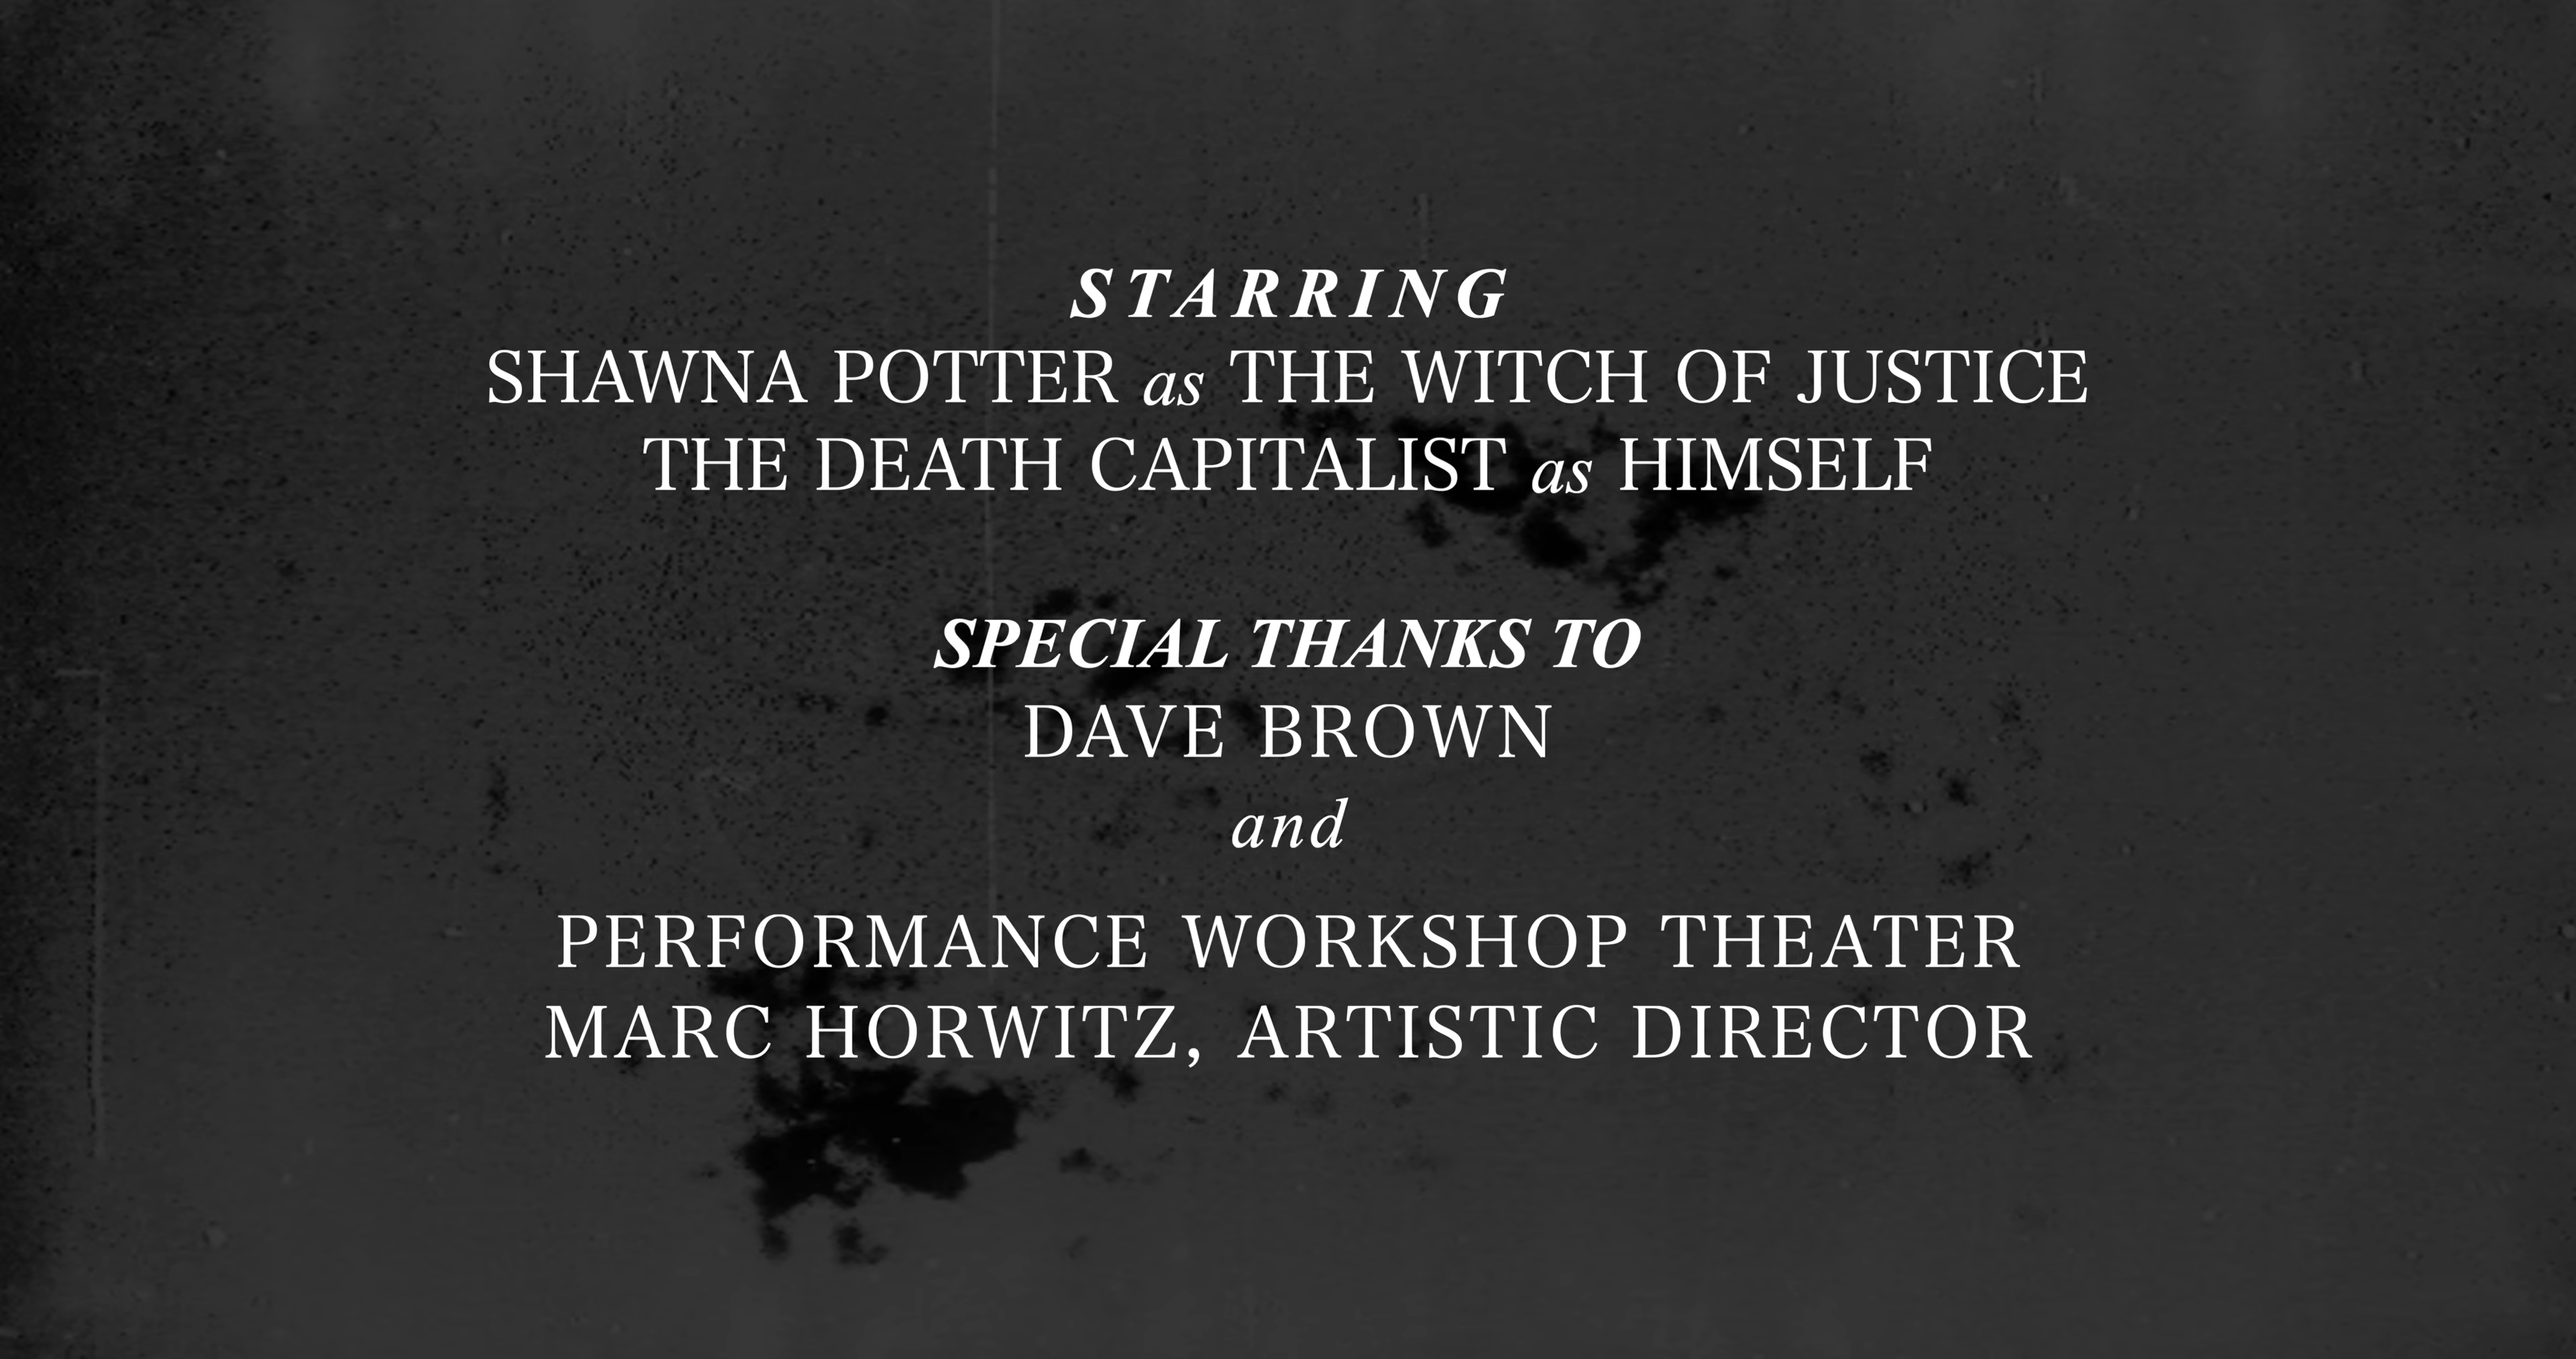 STARRING
SHAWNA POTTER as THE WITCH OF JUSTICE
THE DEATH CAPITALIST as HIMSELF
SPECIAL THANKS TO
DAVE BROWN
and
PERFORMANCE WORKSHOP THEATER
MARC HORWITZ, ARTISTIC DIRECTOR